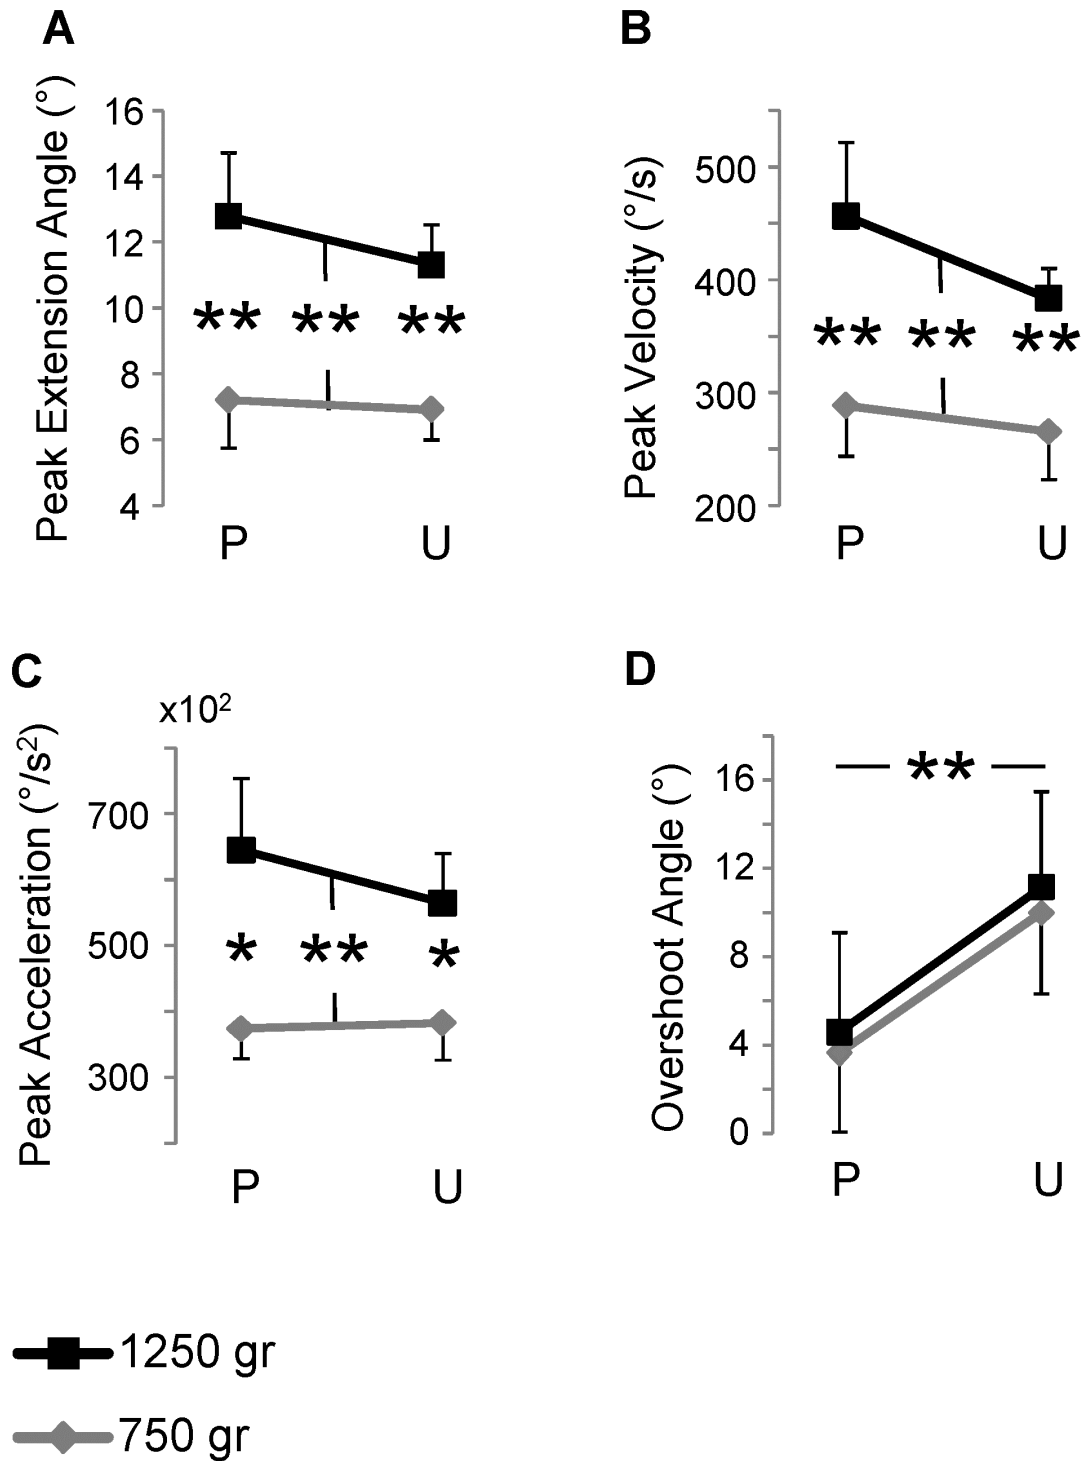 A
Peak Extension Angle (°)
16
14
12
10
8
6
4
** ** **
P U
B
Peak Velocity (°/s)
500
400
300
200
** ** **
P U
C
x10²
Peak Acceleration (°/s²)
700
500
300
* ** *
P U
D
Overshoot Angle (°)
16
12
8
4
0
**
P U
1250 gr
750 gr